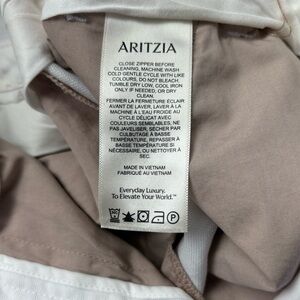 ARITZIA
CLOSE ZIPPER BEFORE
CLEANING, MACHINE WASH
COLD GENTLE CYCLE WITH LIKE
COLOURS, DO NOT BLEACH,
TUMBLE DRY LOW, COOL IRON
ONLY IF NEEDED, OR DRY
CLEAN.
FERMER LA FERMETURE ÉCLAIR
AVANT DE LAVER, LAVER À LA
MACHINE À L'EAU FROIDE AU
CYCLE DÉLICAT AVEC
COULEURS SEMBLABLES, NE
PAS JAVELISER, SÉCHER PAR
CULBUTAGE À BASSE
TEMPÉRATURE, REPASSER À
BASSE TEMPÉRATURE SI
NÉCESSAIRE, OU NETTOYER À
SEC.
MADE IN VIETNAM
FABRIQUÉ AU VIETNAM
Everyday Luxury.
To Elevate Your World.™
P